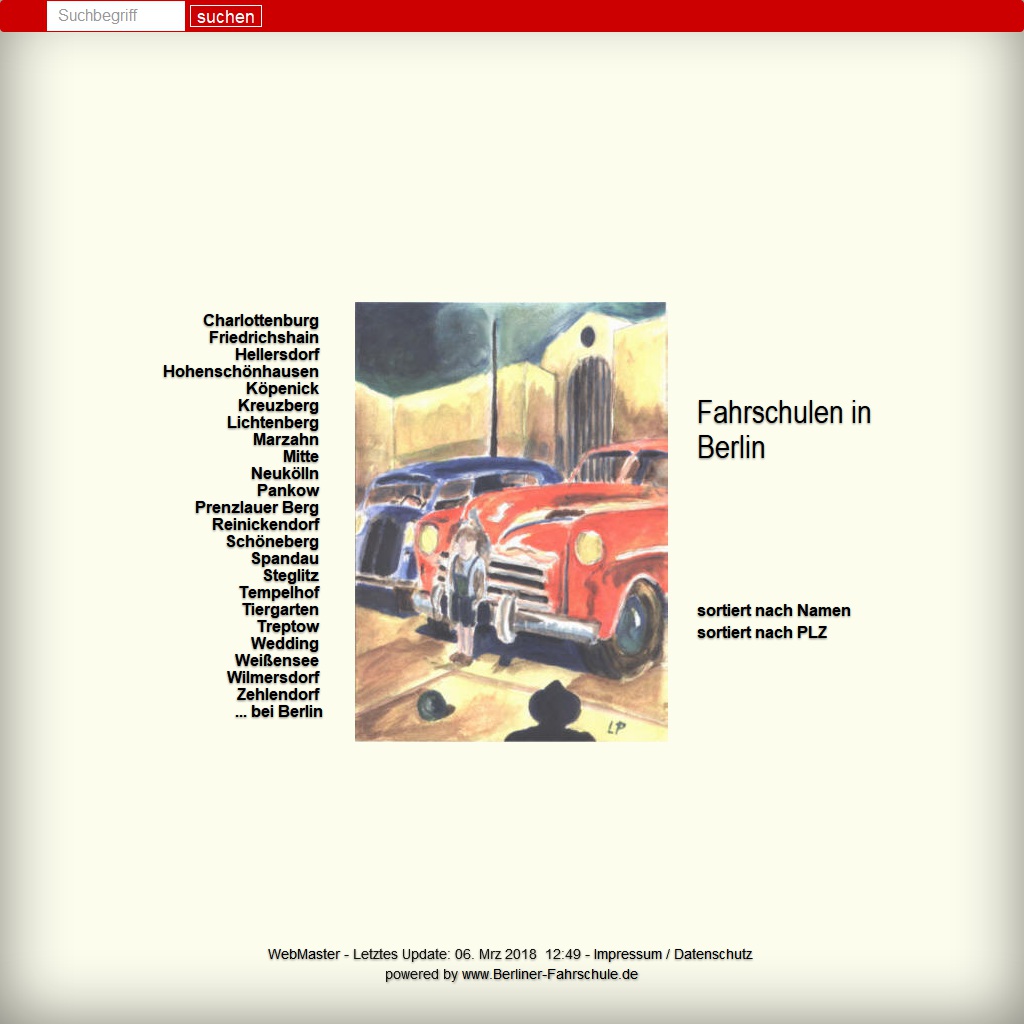 Suchbegriff suchen
Charlottenburg
Friedrichshain
Hellersdorf
Hohenschönhausen
Köpenick
Kreuzberg
Lichtenberg
Marzahn
Mitte
Neukölln
Pankow
Prenzlauer Berg
Reinickendorf
Schöneberg
Spandau
Steglitz
Tempelhof
Tiergarten
Treptow
Wedding
Weißensee
Wilmersdorf
Zehlendorf
... bei Berlin
LP
Fahrschulen in
Berlin
sortiert nach Namen
sortiert nach PLZ
WebMaster - Letztes Update: 06. Mrz 2018 12:49 - Impressum / Datenschutz
powered by www.Berliner-Fahrschule.de